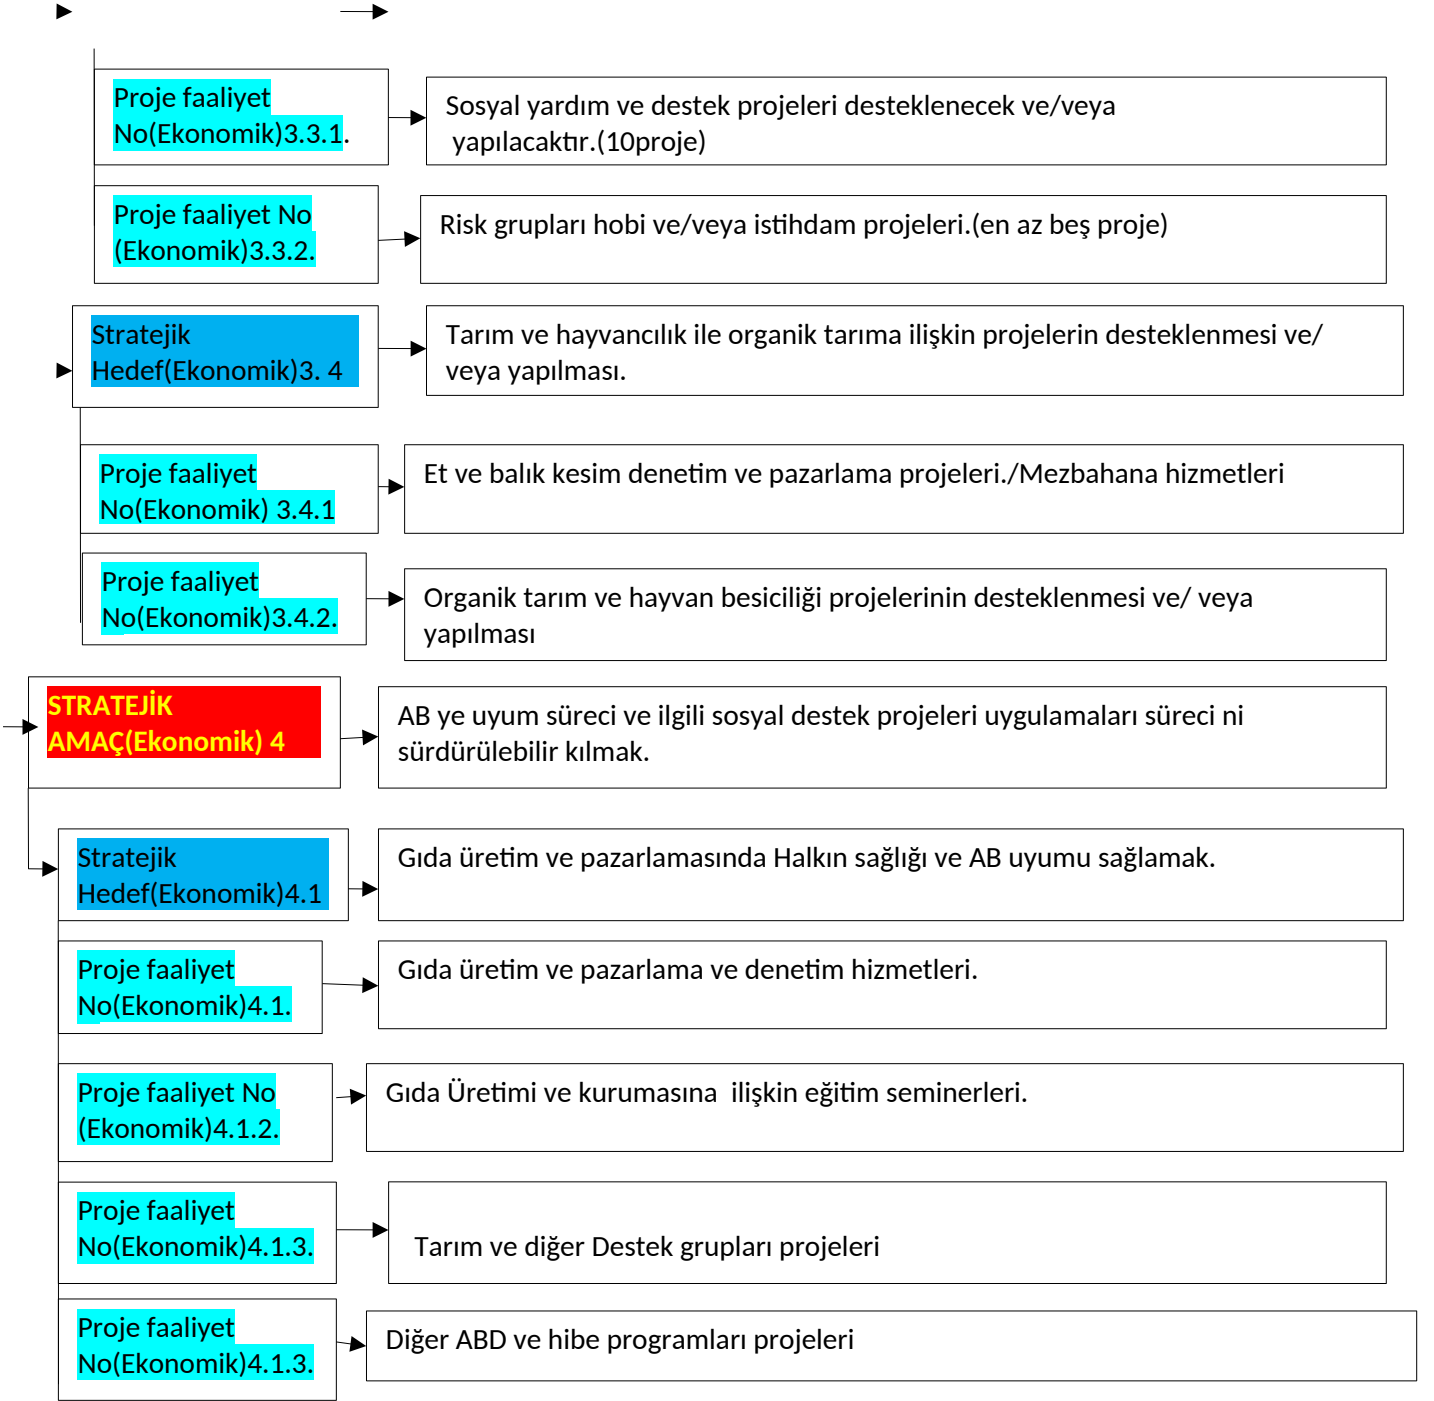 Proje faaliyet
No(Ekonomik)3.3.1.
Sosyal yardım ve destek projeleri desteklenecek ve/veya
yapılacaktır.(10proje)
Proje faaliyet No
(Ekonomik)3.3.2.
Risk grupları hobi ve/veya istihdam projeleri.(en az beş proje)
Stratejik
Hedef(Ekonomik)3. 4
Tarım ve hayvancılık ile organik tarıma ilişkin projelerin desteklenmesi ve/
veya yapılması.
Proje faaliyet
No(Ekonomik) 3.4.1
Et ve balık kesim denetim ve pazarlama projeleri./Mezbahana hizmetleri
Proje faaliyet
No(Ekonomik)3.4.2.
Organik tarım ve hayvan besiciliği projelerinin desteklenmesi ve/ veya
yapılması
STRATEJİK
AMAÇ(Ekonomik) 4
AB ye uyum süreci ve ilgili sosyal destek projeleri uygulamaları süreci ni
sürdürülebilir kılmak.
Stratejik
Hedef(Ekonomik)4.1
Gıda üretim ve pazarlamasında Halkın sağlığı ve AB uyumu sağlamak.
Proje faaliyet
No(Ekonomik)4.1.
Gıda üretim ve pazarlama ve denetim hizmetleri.
Proje faaliyet No
(Ekonomik)4.1.2.
Gıda Üretimi ve kurumasına  ilişkin eğitim seminerleri.
Proje faaliyet
No(Ekonomik)4.1.3.
Tarım ve diğer Destek grupları projeleri
Proje faaliyet
No(Ekonomik)4.1.3.
Diğer ABD ve hibe programları projeleri